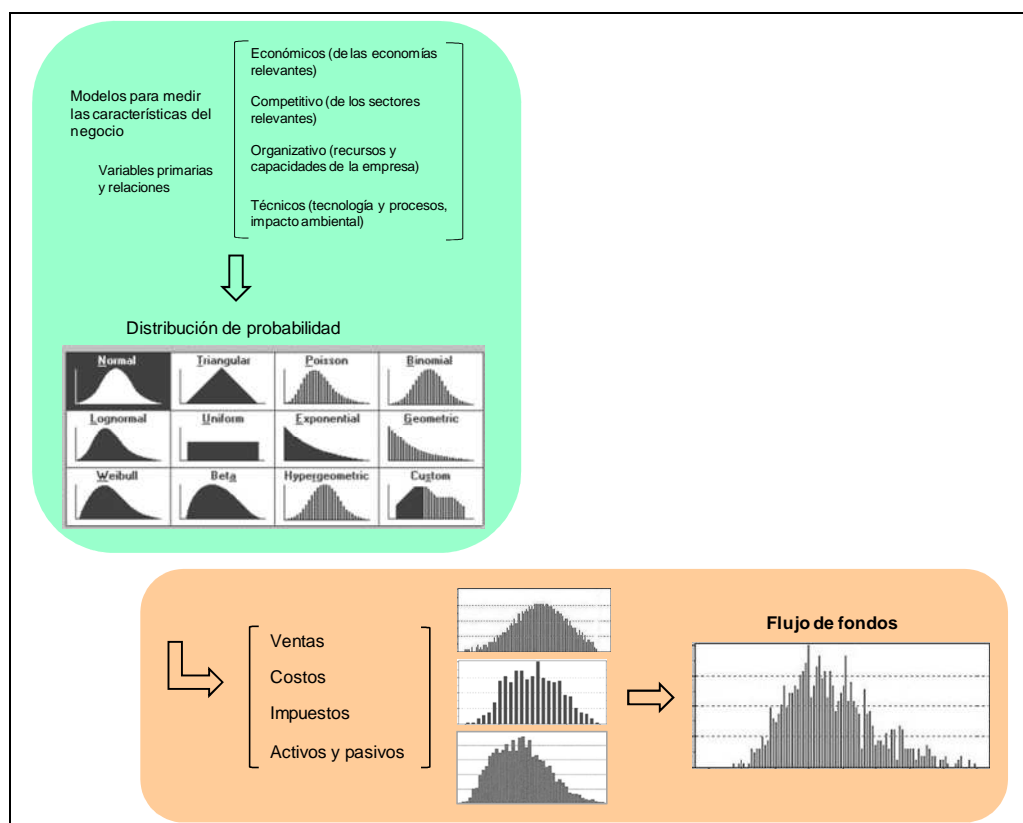 Modelos para medir
las características del
negocio
Variables primarias
y relaciones
Económicos (de las economías
relevantes)
Competitivo (de los sectores
relevantes)
Organizativo (recursos y
capacidades de la empresa)
Técnicos (tecnología y procesos,
impacto ambiental)
Distribución de probabilidad
Normal
Triangular
Poisson
Binomial
Lognormal
Uniform
Exponential
Geometric
Weibull
Beta
Hypergeometric
Custom
Ventas
Costos
Impuestos
Activos y pasivos
Flujo de fondos